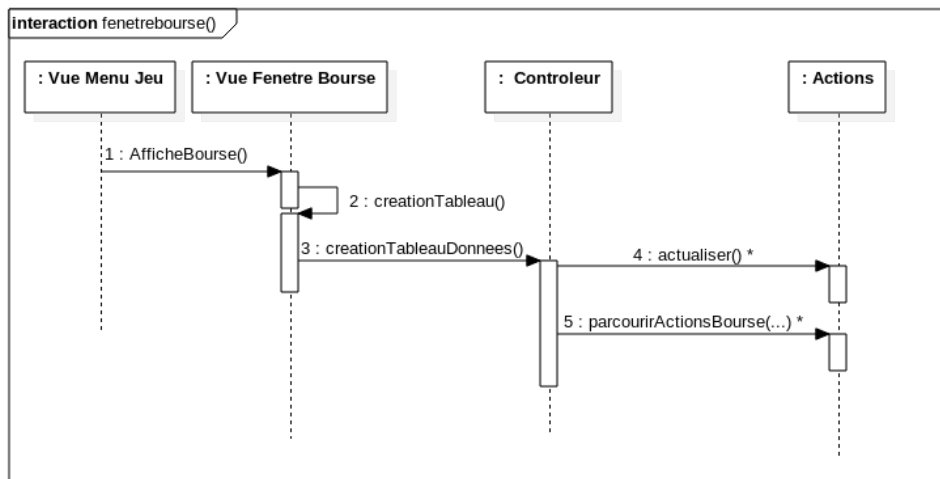 interaction fenetrebourse()
: Vue Menu Jeu
: Vue Fenetre Bourse
: Controleur
: Actions
1 : AfficheBourse()
2 : creationTableau()
3 : creationTableauDonnees()
4 : actualiser() *
5 : parcourirActionsBourse(...) *